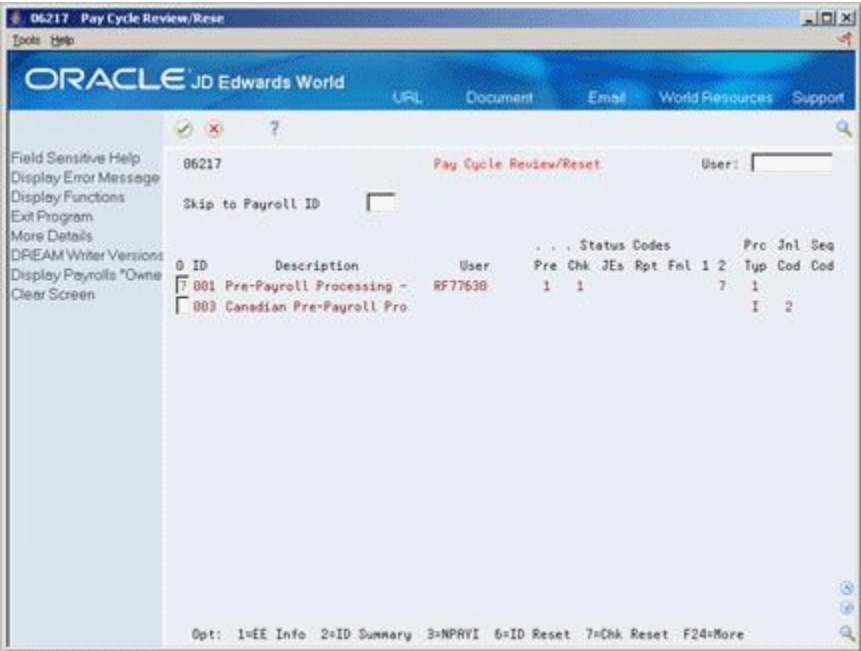 06217 Pay Cycle Review/Rese
Tools Help
ORACLE JD Edwards World
URL Document Email World Resources Support
?
Field Sensitive Help
Display Error Message
Display Functions
Exit Program
More Details
DREAM Writer Versions
Display Payrolls "Owne
Clear Screen
06217 Pay Cycle Review/Reset User:
Skip to Payroll ID
. . . Status Codes Prc Jnl Seq
O ID Description User Pre Chk JEs Rpt Fnl 1 2 Typ Cod Cod
7 001 Pre-Payroll Processing - RF77630 1 1 7 1
003 Canadian Pre-Payroll Pro I 2
Opt: 1=EE Info 2=ID Summary 3=NPAYI 6=ID Reset 7=Chk Reset F24=More